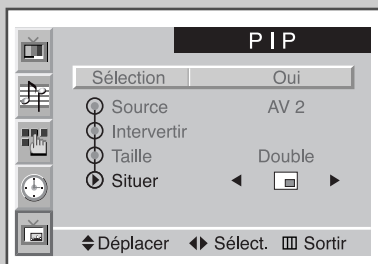 PIP
Sélection Oui
Source AV 2
Intervertir
Taille Double
Situer
Déplacer Sélect. Sortir